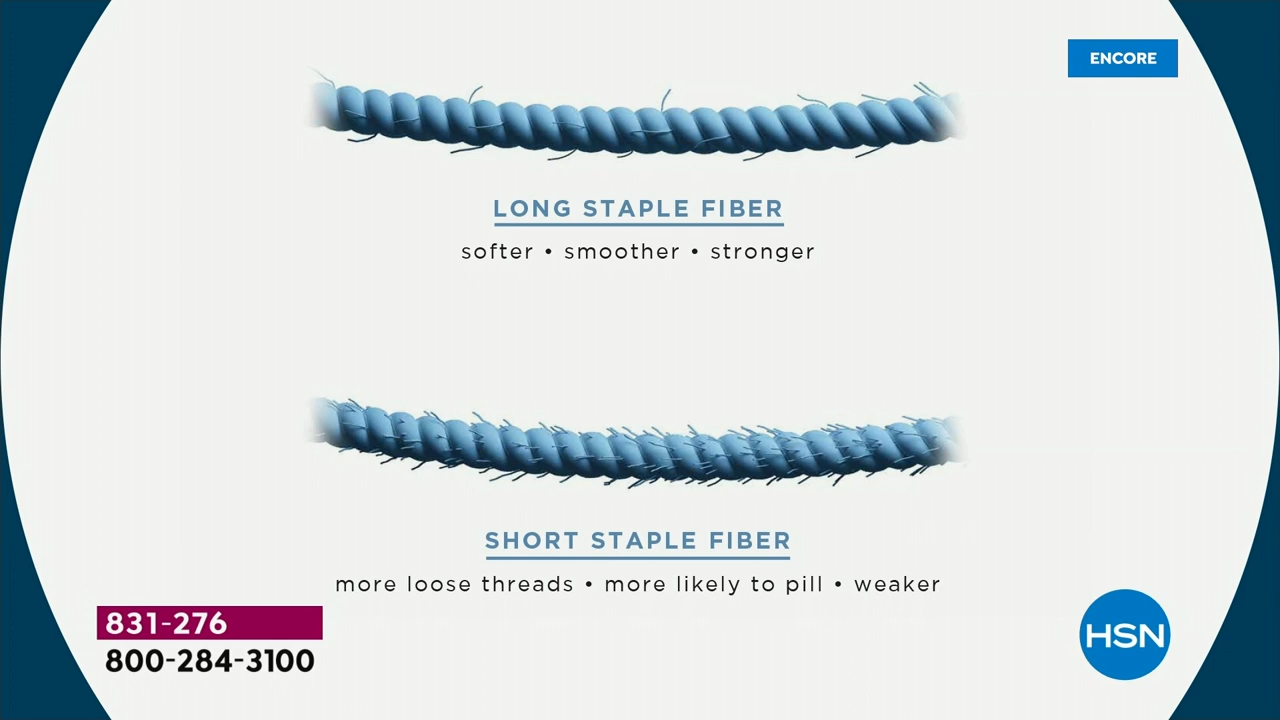 ENCORE
LONG STAPLE FIBER
softer • smoother • stronger
SHORT STAPLE FIBER
more loose threads • more likely to pill • weaker
831-276
800-284-3100
HSN